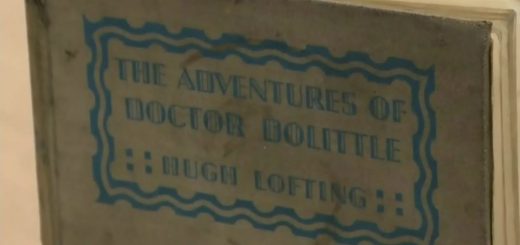 THE ADVENTURES OF
DOCTOR DOLITTLE
:: HUGH LOFTING ::